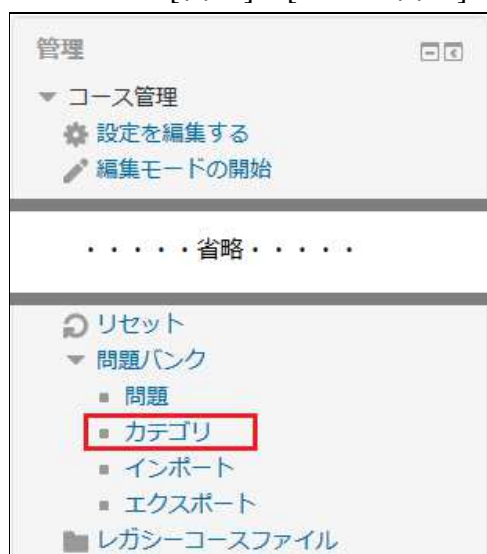 管理
コース管理
設定を編集する
編集モードの開始
・・・・・省略・・・・・
リセット
問題バンク
問題
カテゴリ
インポート
エクスポート
レガシーコースファイル